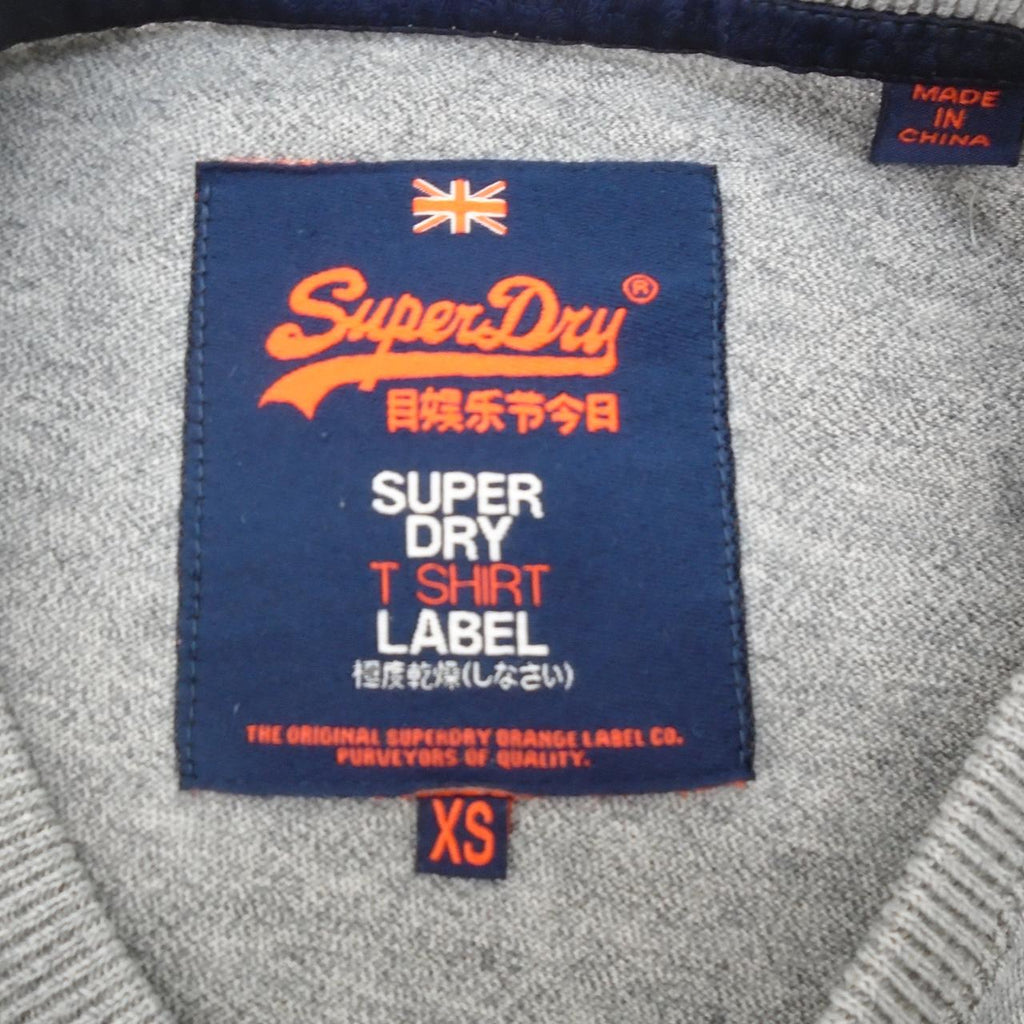 MADE
IN
CHINA
SuperDry®
目娱乐节今日
SUPER
DRY
T SHIRT
LABEL
極度乾燥(しなさい)
THE ORIGINAL SUPERDRY ORANGE LABEL CO.
PURVEYORS OF QUALITY.
XS